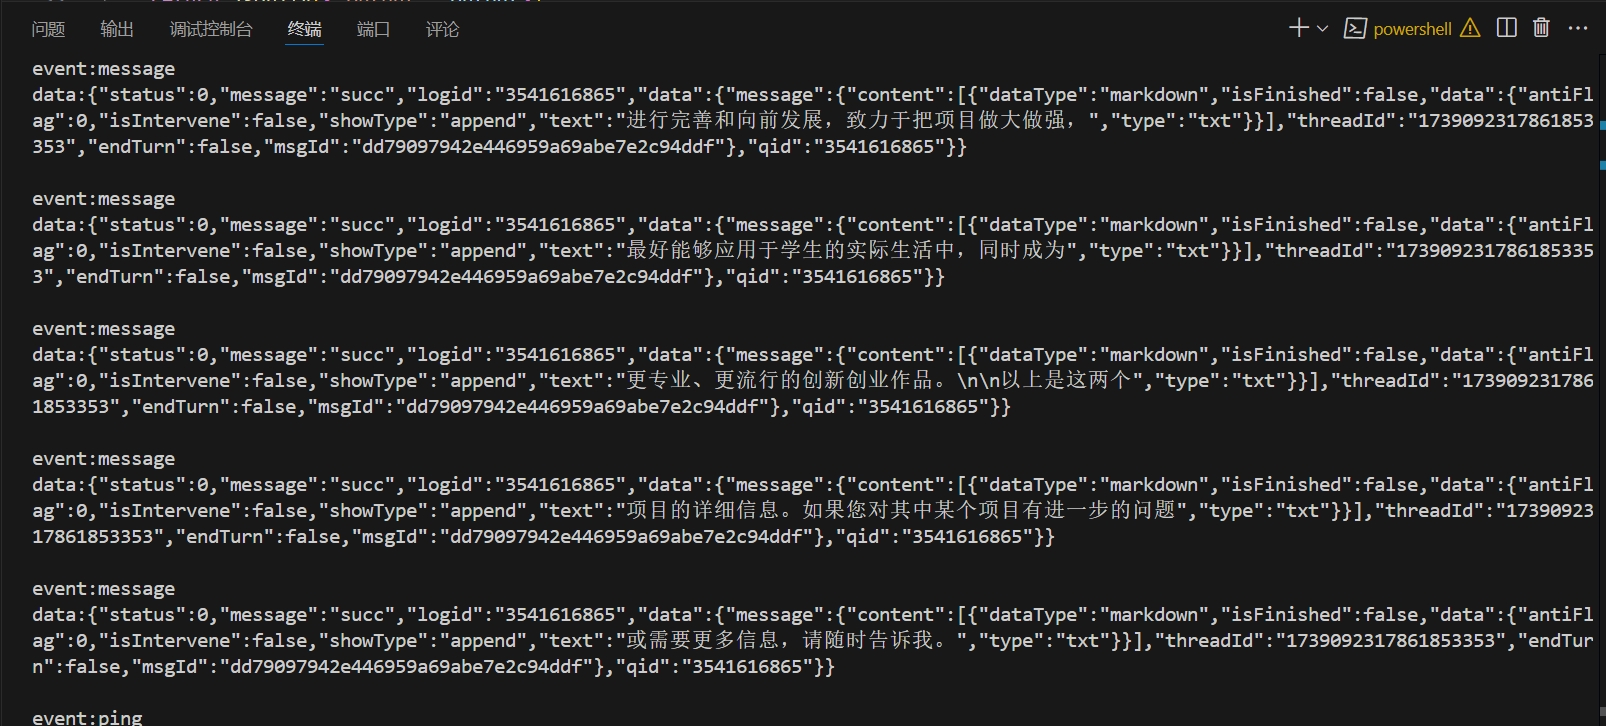 问题 输出 调试控制台 终端 端口 评论 powershell
event:message
data:{"status":0,"message":"succ","logid":"3541616865","data":{"message":{"content":[{"dataType":"markdown","isFinished":false,"data":{"antiFl
ag":0,"isIntervene":false,"showType":"append","text":"进行完善和向前发展，致力于把项目做大做强，","type":"txt"}}],"threadId":"1739092317861853
353","endTurn":false,"msgId":"dd79097942e446959a69abe7e2c94ddf"},"qid":"3541616865"}}
event:message
data:{"status":0,"message":"succ","logid":"3541616865","data":{"message":{"content":[{"dataType":"markdown","isFinished":false,"data":{"antiFl
ag":0,"isIntervene":false,"showType":"append","text":"最好能够应用于学生的实际生活中，同时成为","type":"txt"}}],"threadId":"173909231786185335
3","endTurn":false,"msgId":"dd79097942e446959a69abe7e2c94ddf"},"qid":"3541616865"}}
event:message
data:{"status":0,"message":"succ","logid":"3541616865","data":{"message":{"content":[{"dataType":"markdown","isFinished":false,"data":{"antiFl
ag":0,"isIntervene":false,"showType":"append","text":"更专业、更流行的创新创业作品。\n\n以上是这两个","type":"txt"}}],"threadId":"173909231786
1853353","endTurn":false,"msgId":"dd79097942e446959a69abe7e2c94ddf"},"qid":"3541616865"}}
event:message
data:{"status":0,"message":"succ","logid":"3541616865","data":{"message":{"content":[{"dataType":"markdown","isFinished":false,"data":{"antiFl
ag":0,"isIntervene":false,"showType":"append","text":"项目的详细信息。如果您对其中某个项目有进一步的问题","type":"txt"}}],"threadId":"17390923
17861853353","endTurn":false,"msgId":"dd79097942e446959a69abe7e2c94ddf"},"qid":"3541616865"}}
event:message
data:{"status":0,"message":"succ","logid":"3541616865","data":{"message":{"content":[{"dataType":"markdown","isFinished":false,"data":{"antiFl
ag":0,"isIntervene":false,"showType":"append","text":"或需要更多信息，请随时告诉我。","type":"txt"}}],"threadId":"1739092317861853353","endTur
n":false,"msgId":"dd79097942e446959a69abe7e2c94ddf"},"qid":"3541616865"}}
event:ping